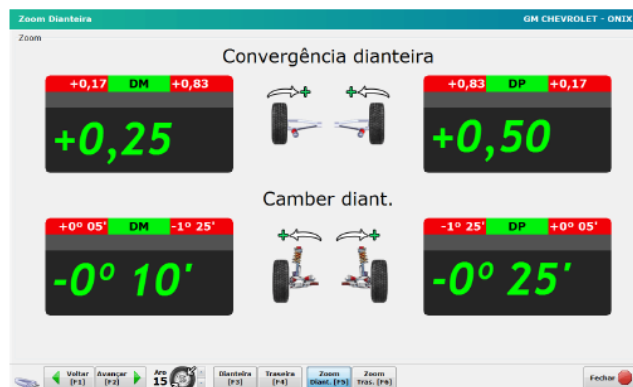 Zoom Dianteira GM CHEVROLET - ONIX
Zoom
Convergência dianteira
+0,17 DM +0,83 +0,83 DP +0,17
+0,25 +0,50
Camber diant.
+0º 05' DM -1º 25' -1º 25' DP +0º 05'
-0º 10' -0º 25'
Voltar [F1] Avançar [F2] Aro 15 Dianteira [F3] Traseira [F4] Zoom Diant. [F5] Zoom Tras. [F6] Fechar